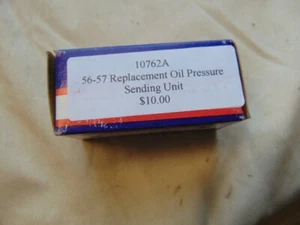 10762A
56-57 Replacement Oil Pressure
Sending Unit
$10.00